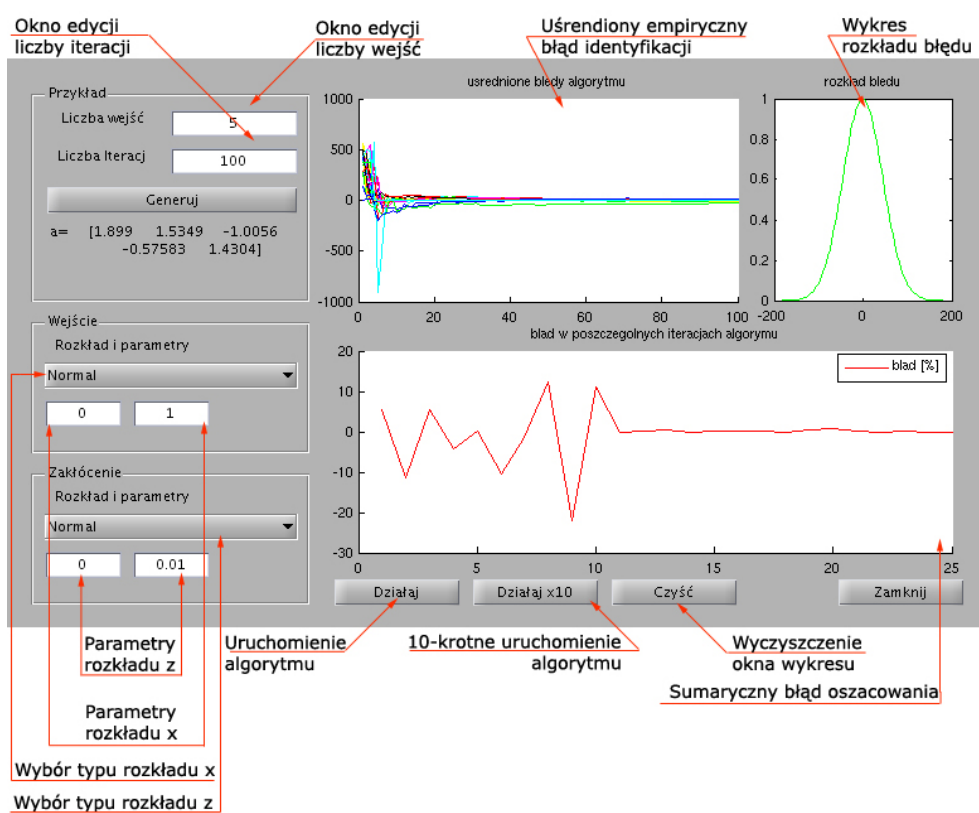 Okno edycji
liczby iteracji
Okno edycji
liczby wejść
Uśrendiony empiryczny
błąd identyfikacji
Wykres
rozkładu błędu
Przykład
Liczba wejść
5
Liczba Iteracj
100
Generuj
a= [1.899 1.5349 -1.0056
-0.57583 1.4304]
usrednione bledy algorytmu
1000
500
0
-500
-1000
0 20 40 60 80 100
rozklad bledu
1
0.8
0.6
0.4
0.2
0
-200 0 200
Wejście
Rozkład i parametry
Normal
0 1
Zakłócenie
Rozkład i parametry
Normal
0 0.01
blad w poszczegolnych iteracjach algorymu
20
10
0
-10
-20
-30
0 5 10 15 20 25
blad [%]
Działaj
Działaj x10
Czyść
Zamknij
Parametry
rozkładu z
Uruchomienie
algorytmu
10-krotne uruchomienie
algorytmu
Wyczyszczenie
okna wykresu
Sumaryczny błąd oszacowania
Parametry
rozkładu x
Wybór typu rozkładu x
Wybór typu rozkładu z